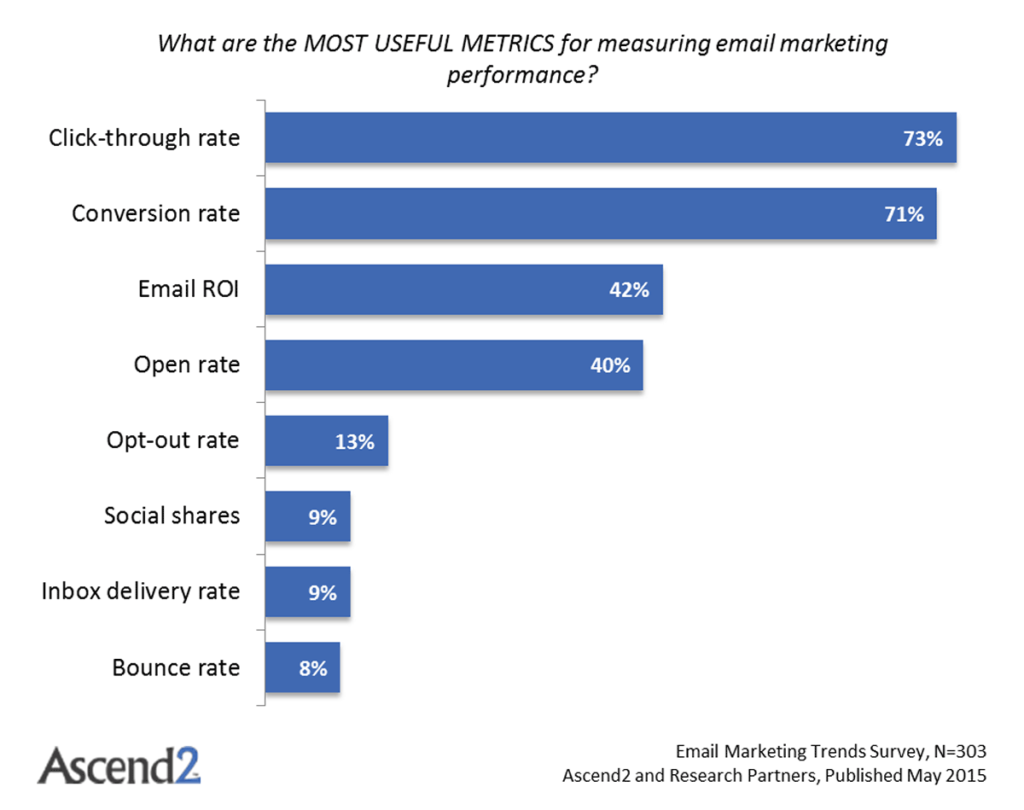 What are the MOST USEFUL METRICS for measuring email marketing
performance?
Click-through rate 73%
Conversion rate 71%
Email ROI 42%
Open rate 40%
Opt-out rate 13%
Social shares 9%
Inbox delivery rate 9%
Bounce rate 8%
Ascend2
Email Marketing Trends Survey, N=303
Ascend2 and Research Partners, Published May 2015